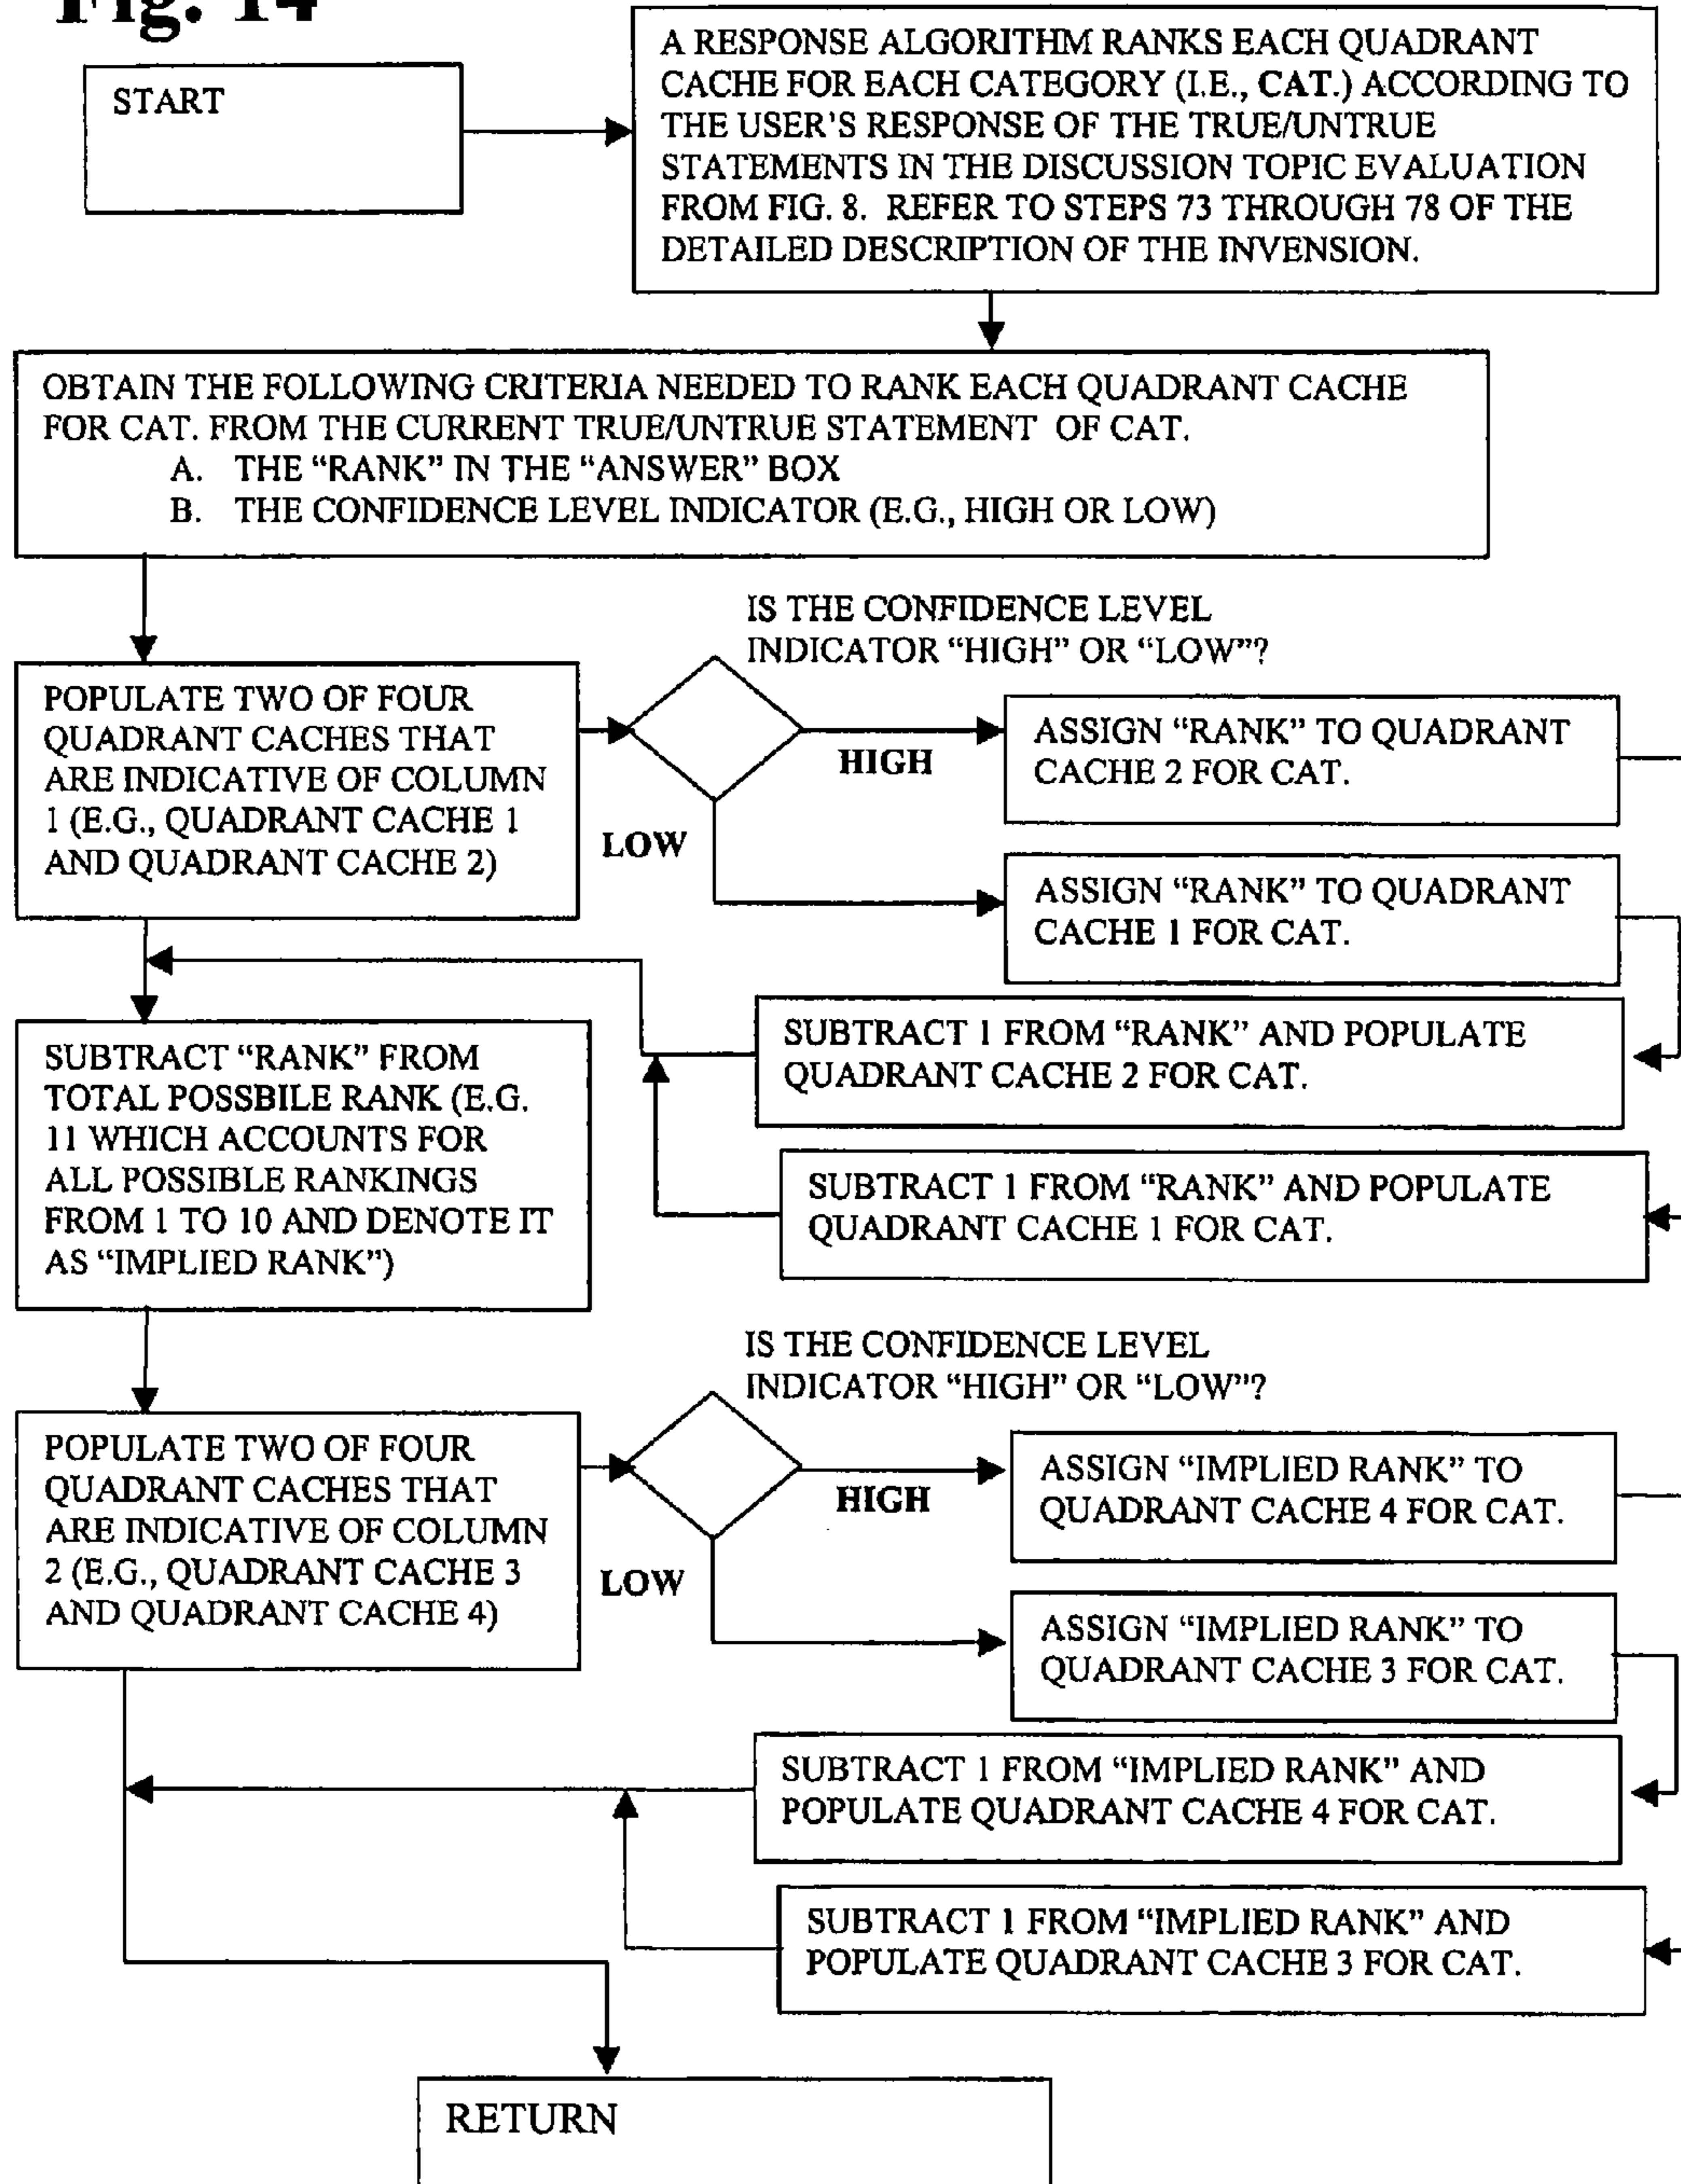 Fig. 14
START
A RESPONSE ALGORITHM RANKS EACH QUADRANT
CACHE FOR EACH CATEGORY (I.E., CAT.) ACCORDING TO
THE USER'S RESPONSE OF THE TRUE/UNTRUE
STATEMENTS IN THE DISCUSSION TOPIC EVALUATION
FROM FIG. 8. REFER TO STEPS 73 THROUGH 78 OF THE
DETAILED DESCRIPTION OF THE INVENSION.
OBTAIN THE FOLLOWING CRITERIA NEEDED TO RANK EACH QUADRANT CACHE
FOR CAT. FROM THE CURRENT TRUE/UNTRUE STATEMENT OF CAT.
A. THE “RANK” IN THE “ANSWER” BOX
B. THE CONFIDENCE LEVEL INDICATOR (E.G., HIGH OR LOW)
IS THE CONFIDENCE LEVEL
INDICATOR “HIGH” OR “LOW”?
POPULATE TWO OF FOUR
QUADRANT CACHES THAT
ARE INDICATIVE OF COLUMN
1 (E.G., QUADRANT CACHE 1
AND QUADRANT CACHE 2)
HIGH
LOW
ASSIGN “RANK” TO QUADRANT
CACHE 2 FOR CAT.
ASSIGN “RANK” TO QUADRANT
CACHE 1 FOR CAT.
SUBTRACT 1 FROM “RANK” AND POPULATE
QUADRANT CACHE 2 FOR CAT.
SUBTRACT 1 FROM “RANK” AND POPULATE
QUADRANT CACHE 1 FOR CAT.
SUBTRACT “RANK” FROM
TOTAL POSSBILE RANK (E.G.
11 WHICH ACCOUNTS FOR
ALL POSSIBLE RANKINGS
FROM 1 TO 10 AND DENOTE IT
AS “IMPLIED RANK”)
IS THE CONFIDENCE LEVEL
INDICATOR “HIGH” OR “LOW”?
POPULATE TWO OF FOUR
QUADRANT CACHES THAT
ARE INDICATIVE OF COLUMN
2 (E.G., QUADRANT CACHE 3
AND QUADRANT CACHE 4)
HIGH
LOW
ASSIGN “IMPLIED RANK” TO
QUADRANT CACHE 4 FOR CAT.
ASSIGN “IMPLIED RANK” TO
QUADRANT CACHE 3 FOR CAT.
SUBTRACT 1 FROM “IMPLIED RANK” AND
POPULATE QUADRANT CACHE 4 FOR CAT.
SUBTRACT 1 FROM “IMPLIED RANK” AND
POPULATE QUADRANT CACHE 3 FOR CAT.
RETURN